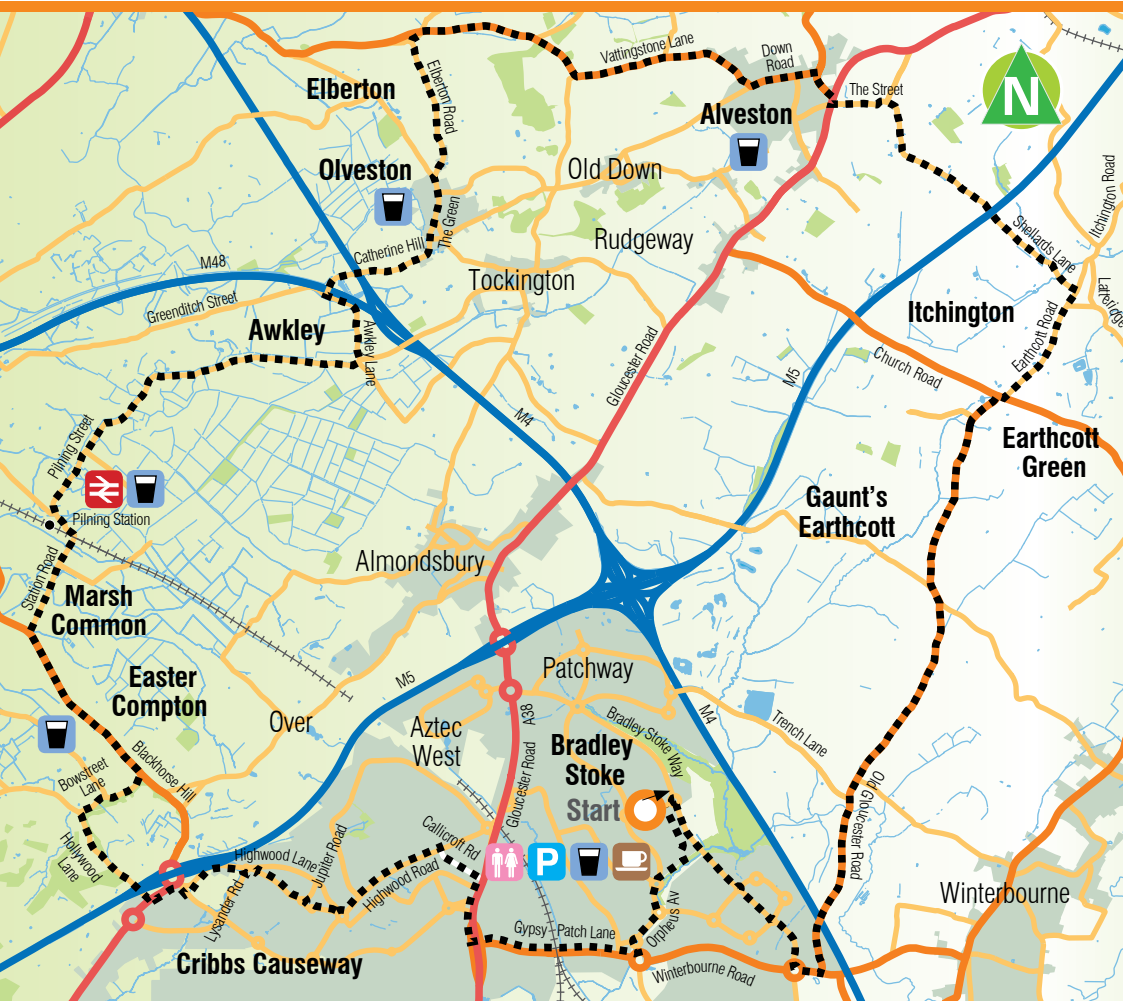 Vattingstone Lane
Down
Road
The Street
N
Elberton
Elberton Road
Alveston
Olveston
Old Down
Itchington Road
The Green
Rudgeway
Shellards Lane
Catherine Hill
M48
Tockington
Greenditch Street
Itchington
Awkley
Awkley Lane
Earthcott Road
Gloucester Road
Church Road
M5
M4
Pilning Street
Earthcott
Green
Gaunt's
Earthcott
Pilning Station
Almondsbury
Station Road
Marsh
Common
Patchway
Easter
Compton
M5
Over
A38
Aztec
West
Bradley Stoke Way
M4
Trench Lane
Bradley
Stoke
Start
Blackhorse Hill
Bowstreet
Lane
Gloucester Road
Old Gloucester Road
Callicroft Rd
Hollywood
Lane
Highwood Lane
Jupiter Road
Highwood Road
P
Lysander Rd
Winterbourne
Orpheus Av
Gypsy Patch Lane
Cribbs Causeway
Winterbourne Road